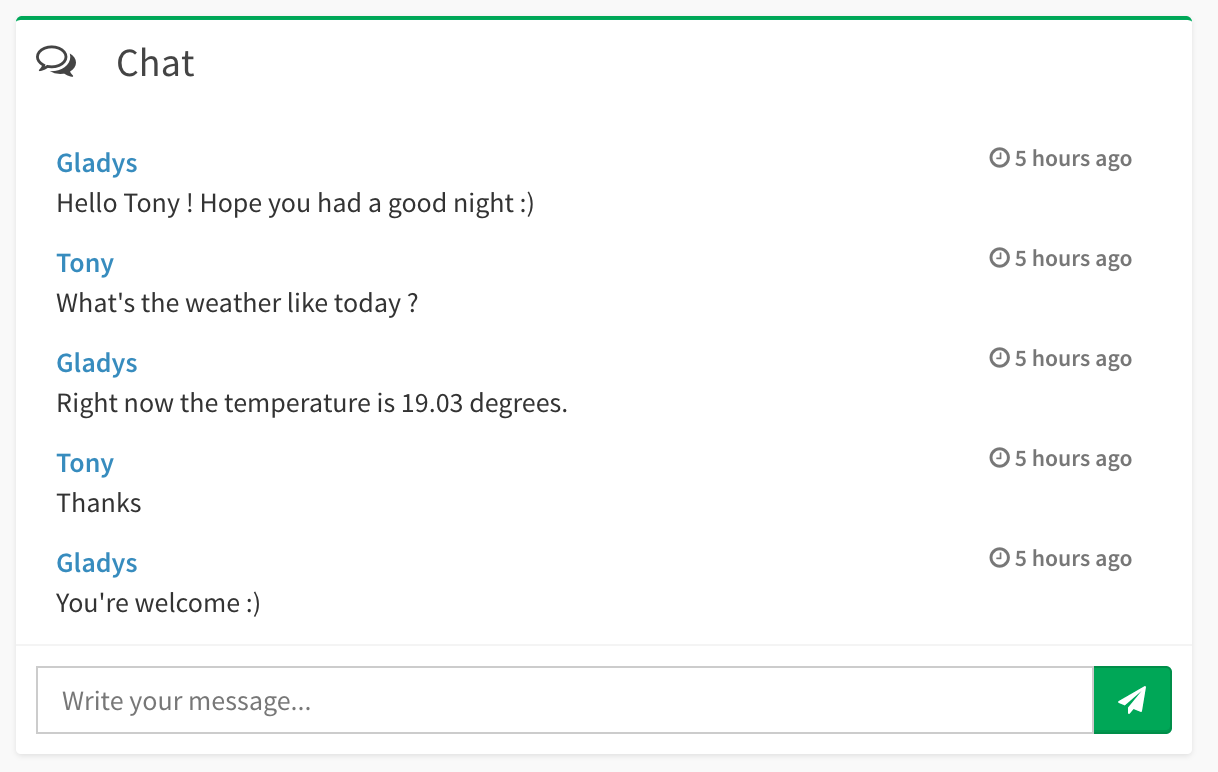 Chat
Gladys
5 hours ago
Hello Tony ! Hope you had a good night :)
Tony
5 hours ago
What's the weather like today ?
Gladys
5 hours ago
Right now the temperature is 19.03 degrees.
Tony
5 hours ago
Thanks
Gladys
5 hours ago
You're welcome :)
Write your message...